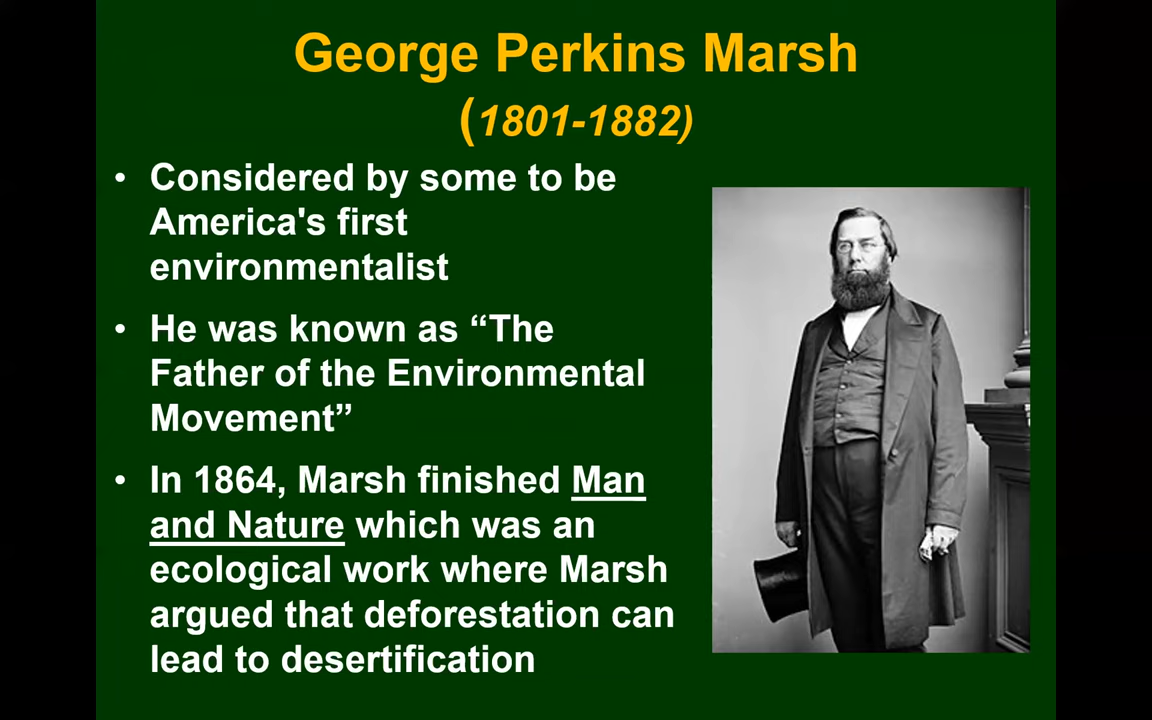 George Perkins Marsh
(1801-1882)
• Considered by some to be
America's first
environmentalist
• He was known as “The
Father of the Environmental
Movement”
• In 1864, Marsh finished Man
and Nature which was an
ecological work where Marsh
argued that deforestation can
lead to desertification